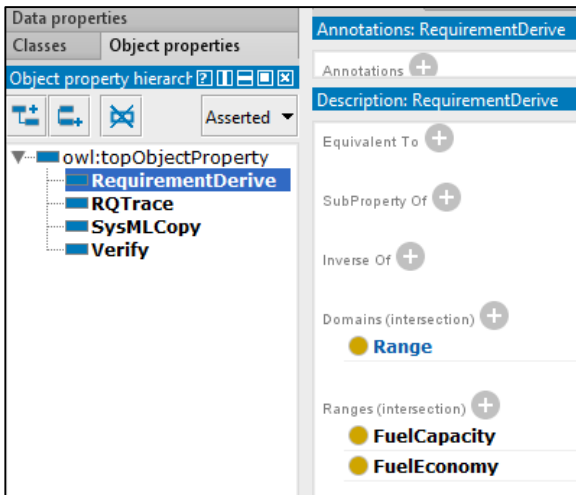 Data properties
Classes
Object properties
Object property hierarch
Asserted
owl:topObjectProperty
RequirementDerive
RQTrace
SysMLCopy
Verify
Annotations: RequirementDerive
Annotations
Description: RequirementDerive
Equivalent To
SubProperty Of
Inverse Of
Domains (intersection)
Range
Ranges (intersection)
FuelCapacity
FuelEconomy